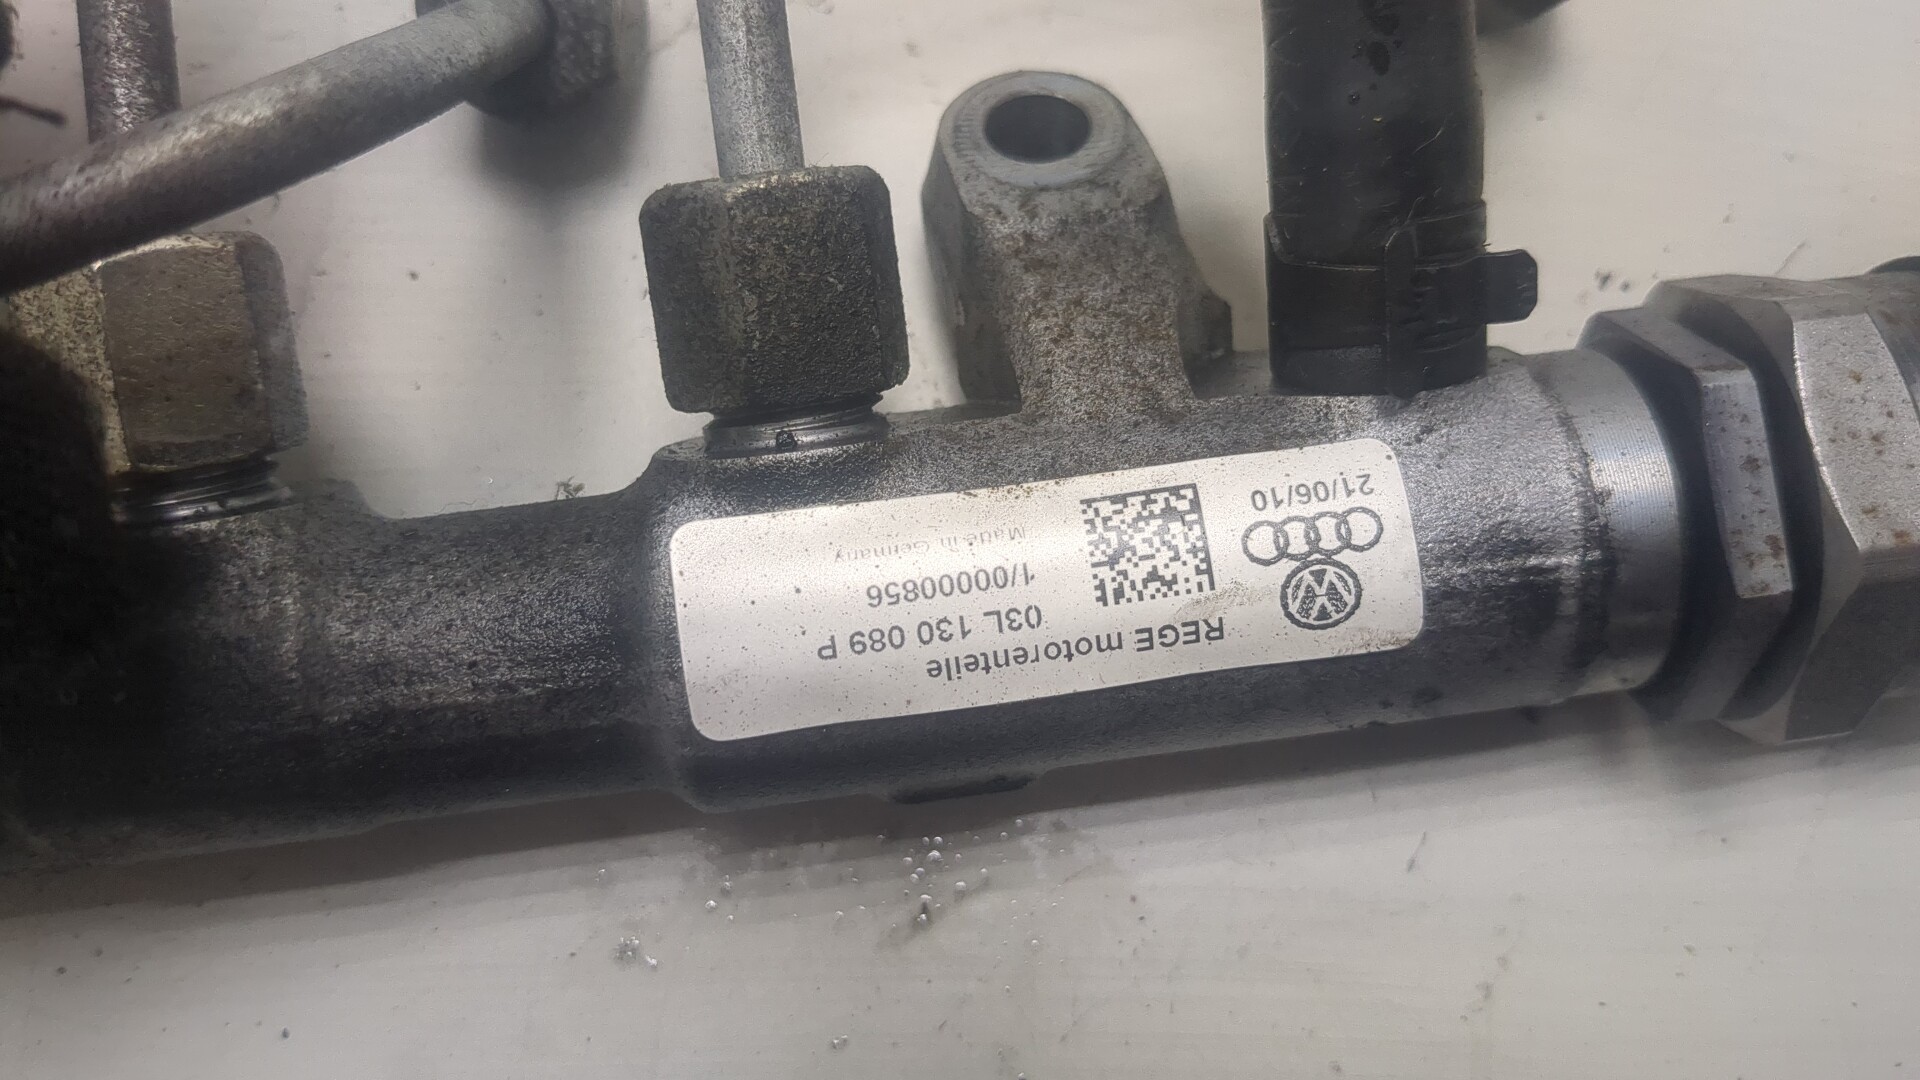 REGE motorenteile
03L 130 089 P
1/00000856
Made in Germany
21/06/10